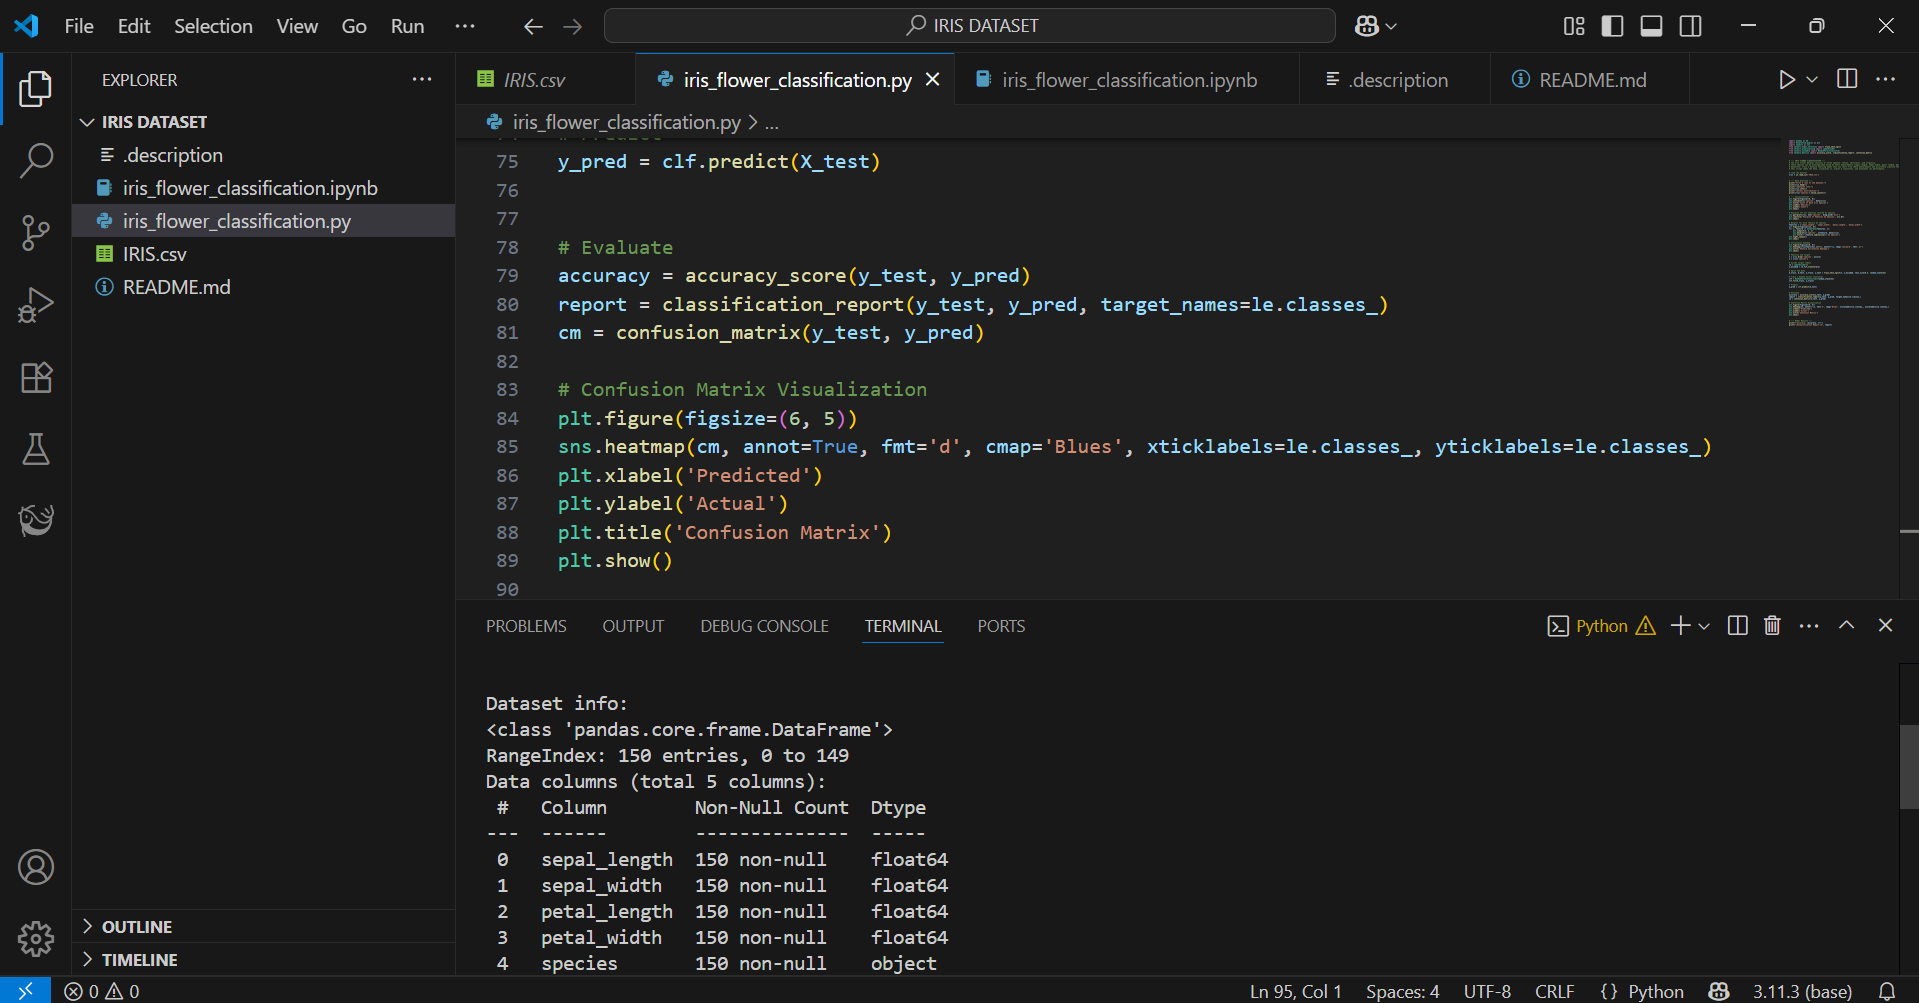 File Edit Selection View Go Run ... IRIS DATASET
EXPLORER ...
IRIS DATASET
.description
iris_flower_classification.ipynb
iris_flower_classification.py
IRIS.csv
README.md
OUTLINE
TIMELINE
IRIS.csv iris_flower_classification.py iris_flower_classification.ipynb .description README.md
iris_flower_classification.py > ...
75 y_pred = clf.predict(X_test)
76
77
78 # Evaluate
79 accuracy = accuracy_score(y_test, y_pred)
80 report = classification_report(y_test, y_pred, target_names=le.classes_)
81 cm = confusion_matrix(y_test, y_pred)
82
83 # Confusion Matrix Visualization
84 plt.figure(figsize=(6, 5))
85 sns.heatmap(cm, annot=True, fmt='d', cmap='Blues', xticklabels=le.classes_, yticklabels=le.classes_)
86 plt.xlabel('Predicted')
87 plt.ylabel('Actual')
88 plt.title('Confusion Matrix')
89 plt.show()
90
PROBLEMS OUTPUT DEBUG CONSOLE TERMINAL PORTS Python
Dataset info:
<class 'pandas.core.frame.DataFrame'>
RangeIndex: 150 entries, 0 to 149
Data columns (total 5 columns):
# Column Non-Null Count Dtype
--- ------ -------------- -----
0 sepal_length 150 non-null float64
1 sepal_width 150 non-null float64
2 petal_length 150 non-null float64
3 petal_width 150 non-null float64
4 species 150 non-null object
0 0 Ln 95, Col 1 Spaces: 4 UTF-8 CRLF {} Python 3.11.3 (base)